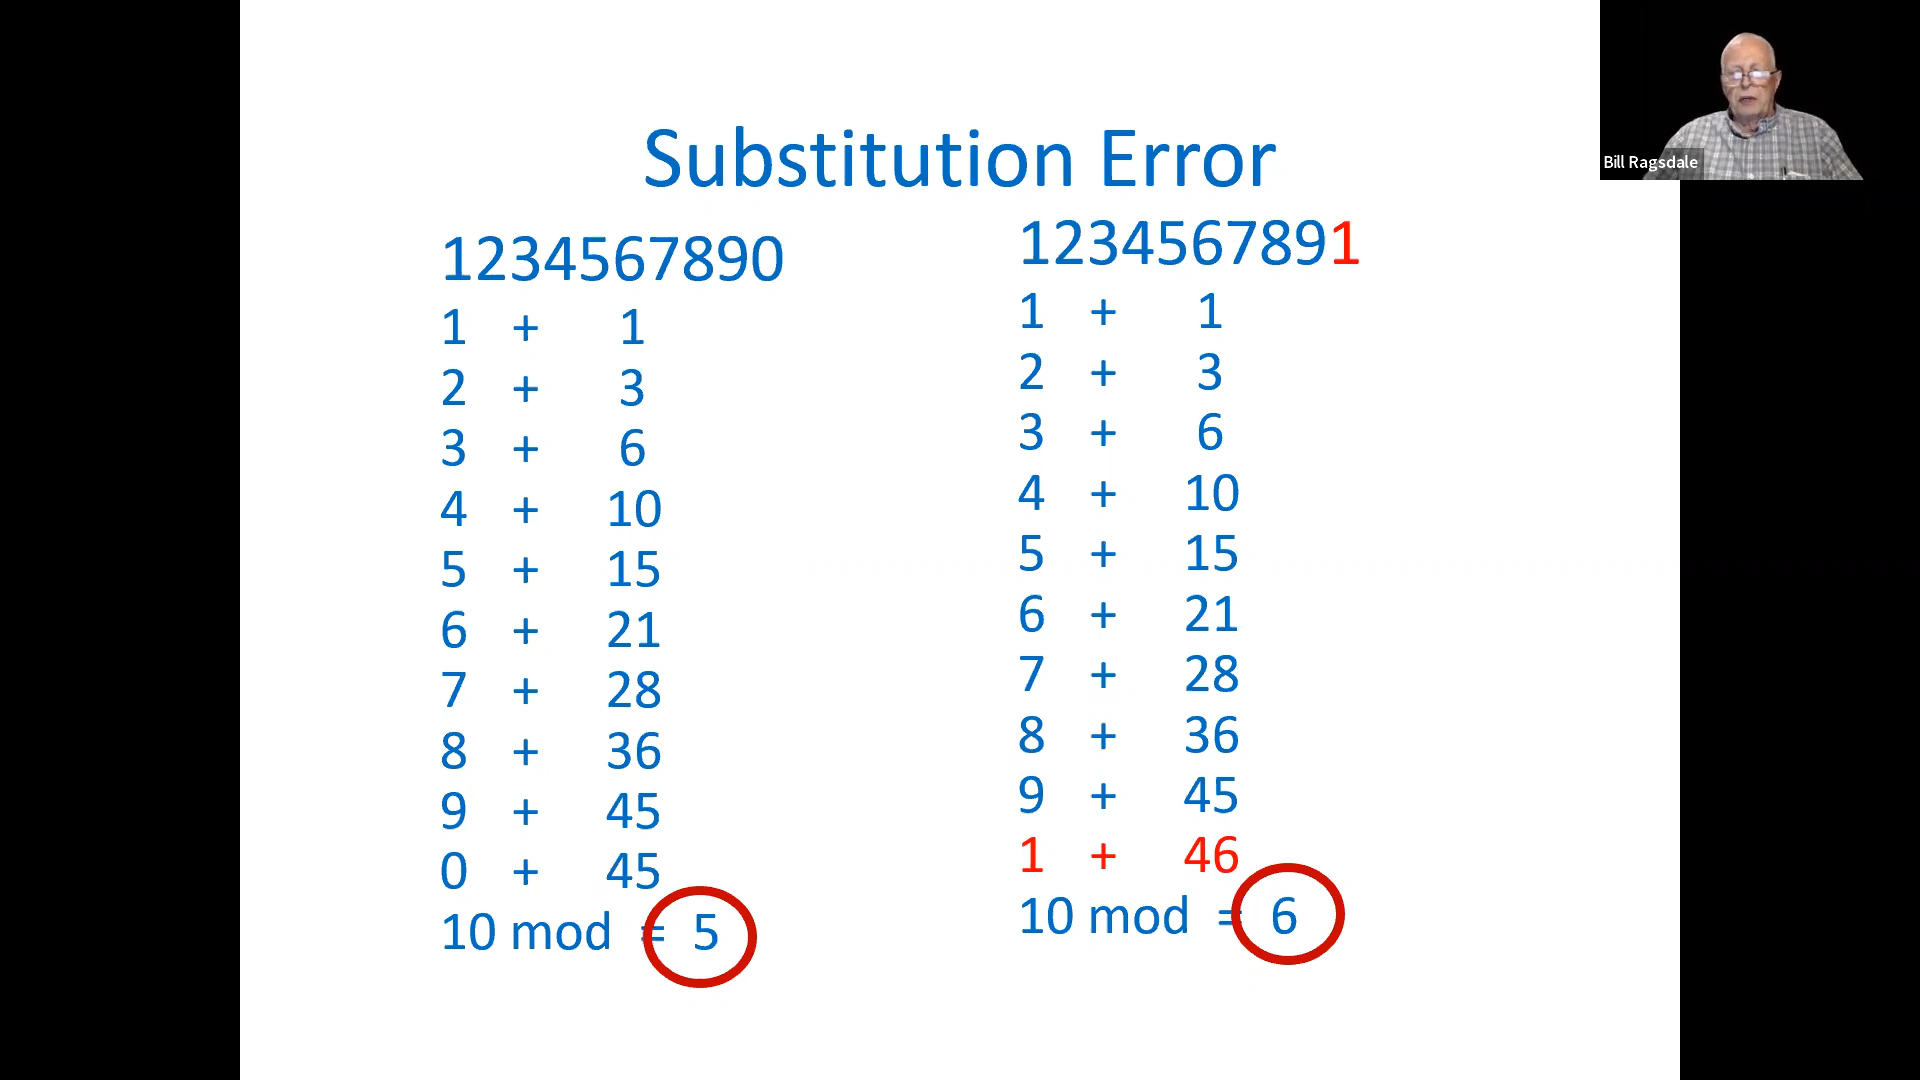 Substitution Error
1234567890
1 + 1
2 + 3
3 + 6
4 + 10
5 + 15
6 + 21
7 + 28
8 + 36
9 + 45
0 + 45
10 mod = 5
1234567891
1 + 1
2 + 3
3 + 6
4 + 10
5 + 15
6 + 21
7 + 28
8 + 36
9 + 45
1 + 46
10 mod = 6
Bill Ragsdale